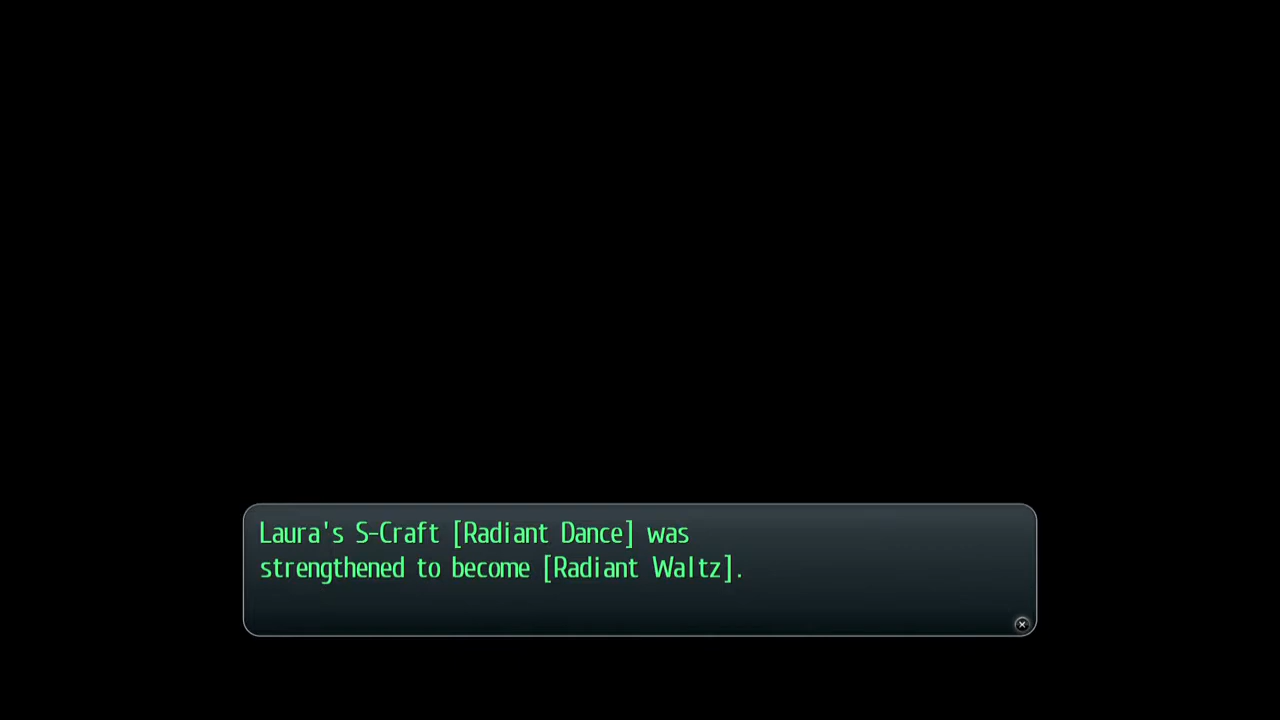 Laura's S-Craft [Radiant Dance] was
strengthened to become [Radiant Waltz].